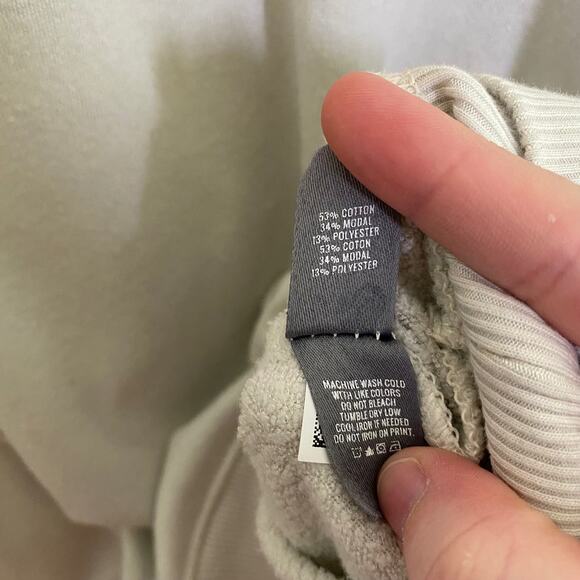 53% COTTON
34% MODAL
13% POLYESTER
53% COTON
34% MODAL
13% POLYESTER
MACHINE WASH COLD
WITH LIKE COLORS
DO NOT BLEACH
TUMBLE DRY LOW
COOL IRON IF NEEDED
DO NOT IRON ON PRINT.